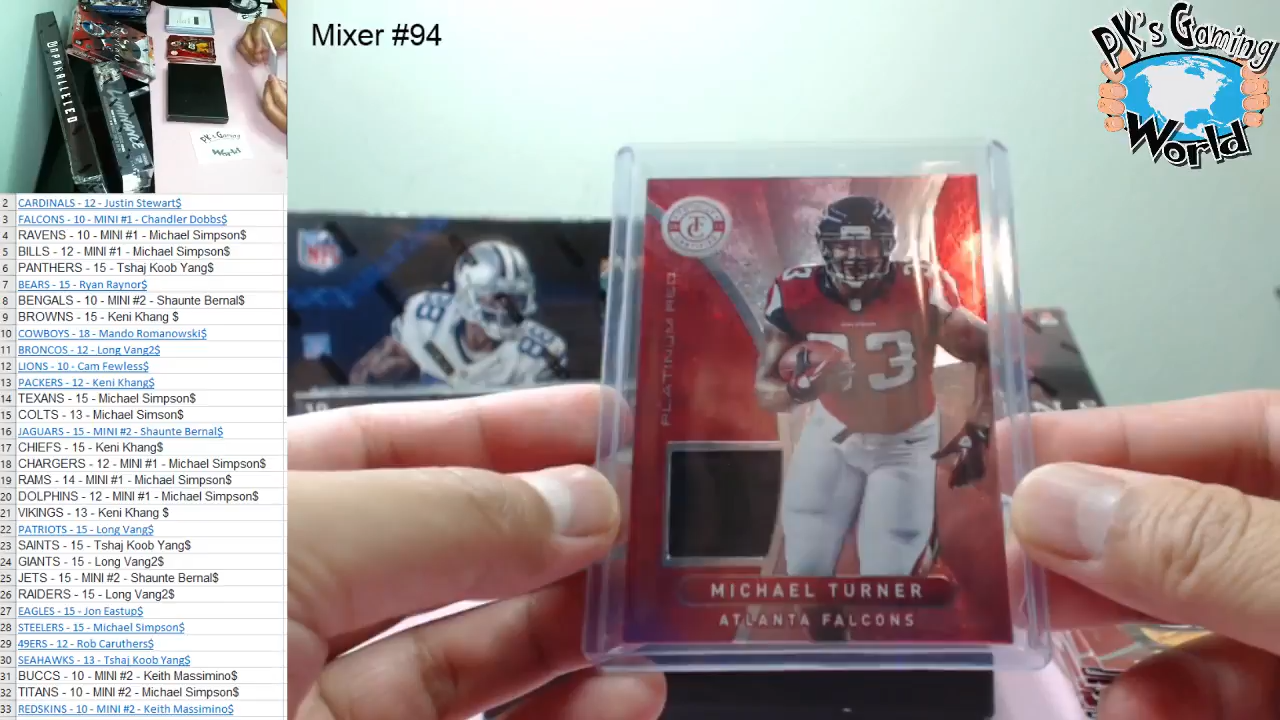 Mixer #94
PK's Gaming
World
UNPARALLELED
PK's Gaming
World
2 CARDINALS - 12 - Justin Stewart$
3 FALCONS - 10 - MINI #1 - Chandler Dobbs$
4 RAVENS - 10 - MINI #1 - Michael Simpson$
5 BILLS - 12 - MINI #1 - Michael Simpson$
6 PANTHERS - 15 - Tshaj Koob Yang$
7 BEARS - 15 - Ryan Raynor$
8 BENGALS - 10 - MINI #2 - Shaunte Bernal$
9 BROWNS - 15 - Keni Khang $
10 COWBOYS - 18 - Mando Romanowski$
11 BRONCOS - 12 - Long Vang2$
12 LIONS - 10 - Cam Fewless$
13 PACKERS - 12 - Keni Khang$
14 TEXANS - 15 - Michael Simpson$
15 COLTS - 13 - Michael Simson$
16 JAGUARS - 15 - MINI #2 - Shaunte Bernal$
17 CHIEFS - 15 - Keni Khang$
18 CHARGERS - 12 - MINI #1 - Michael Simpson$
19 RAMS - 14 - MINI #1 - Michael Simpson$
20 DOLPHINS - 12 - MINI #1 - Michael Simpson$
21 VIKINGS - 13 - Keni Khang $
22 PATRIOTS - 15 - Long Vang$
23 SAINTS - 15 - Tshaj Koob Yang$
24 GIANTS - 15 - Long Vang2$
25 JETS - 15 - MINI #2 - Shaunte Bernal$
26 RAIDERS - 15 - Long Vang2$
27 EAGLES - 15 - Jon Eastup$
28 STEELERS - 15 - Michael Simpson$
29 49ERS - 12 - Rob Caruthers$
30 SEAHAWKS - 13 - Tshaj Koob Yang$
31 BUCCS - 10 - MINI #2 - Keith Massimino$
32 TITANS - 10 - MINI #2 - Michael Simpson$
33 REDSKINS - 10 - MINI #2 - Keith Massimino$
NFL
88
PLATINUM RED
33
MICHAEL TURNER
ATLANTA FALCONS